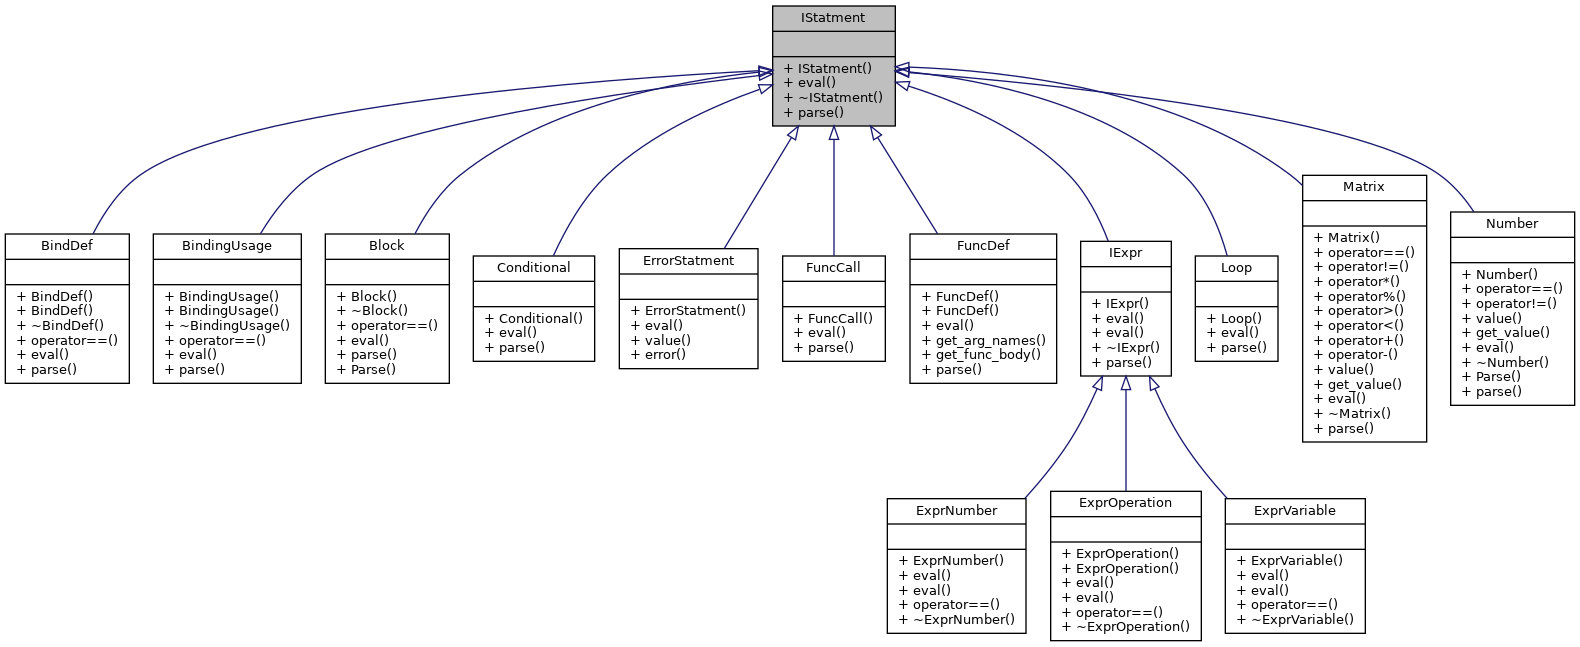 IStatment
+ IStatment()
+ eval()
+ ~IStatment()
+ parse()
BindDef
+ BindDef()
+ BindDef()
+ ~BindDef()
+ operator==()
+ eval()
+ parse()
BindingUsage
+ BindingUsage()
+ BindingUsage()
+ ~BindingUsage()
+ operator==()
+ eval()
+ parse()
Block
+ Block()
+ ~Block()
+ operator==()
+ eval()
+ parse()
+ Parse()
Conditional
+ Conditional()
+ eval()
+ parse()
ErrorStatment
+ ErrorStatment()
+ eval()
+ value()
+ error()
FuncCall
+ FuncCall()
+ eval()
+ parse()
FuncDef
+ FuncDef()
+ FuncDef()
+ eval()
+ get_arg_names()
+ get_func_body()
+ parse()
IExpr
+ IExpr()
+ eval()
+ eval()
+ ~IExpr()
+ parse()
Loop
+ Loop()
+ eval()
+ parse()
Matrix
+ Matrix()
+ operator==()
+ operator!=()
+ operator*()
+ operator%()
+ operator>()
+ operator<()
+ operator+()
+ operator-()
+ value()
+ get_value()
+ eval()
+ ~Matrix()
+ parse()
Number
+ Number()
+ operator==()
+ operator!=()
+ value()
+ get_value()
+ eval()
+ ~Number()
+ Parse()
+ parse()
ExprNumber
+ ExprNumber()
+ eval()
+ eval()
+ operator==()
+ ~ExprNumber()
ExprOperation
+ ExprOperation()
+ ExprOperation()
+ eval()
+ eval()
+ operator==()
+ ~ExprOperation()
ExprVariable
+ ExprVariable()
+ eval()
+ eval()
+ operator==()
+ ~ExprVariable()